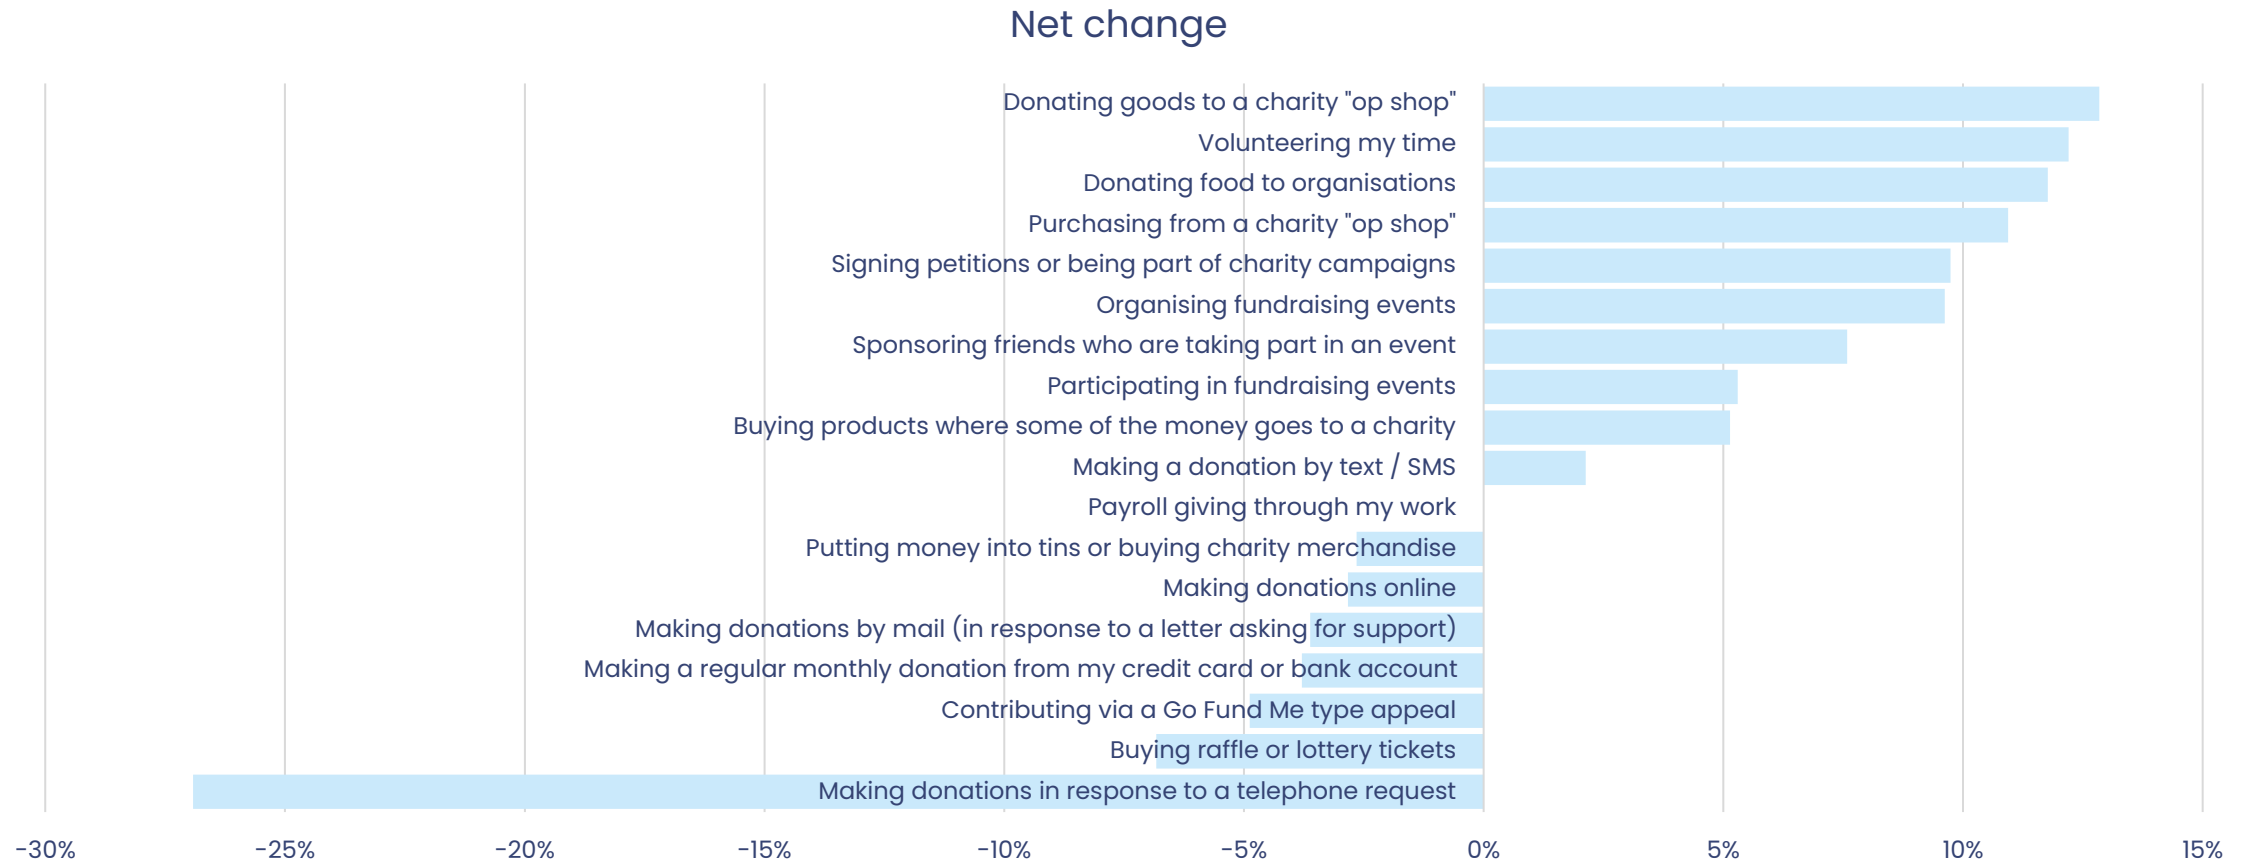 Net change
Donating goods to a charity "op shop"
Volunteering my time
Donating food to organisations
Purchasing from a charity "op shop"
Signing petitions or being part of charity campaigns
Organising fundraising events
Sponsoring friends who are taking part in an event
Participating in fundraising events
Buying products where some of the money goes to a charity
Making a donation by text / SMS
Payroll giving through my work
Putting money into tins or buying charity merchandise
Making donations online
Making donations by mail (in response to a letter asking for support)
Making a regular monthly donation from my credit card or bank account
Contributing via a Go Fund Me type appeal
Buying raffle or lottery tickets
Making donations in response to a telephone request
-30% -25% -20% -15% -10% -5% 0% 5% 10% 15%